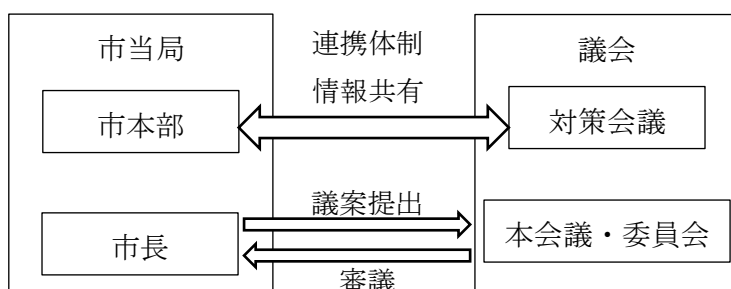 市当局
連携体制
議会
情報共有
市本部
対策会議
議案提出
市長
本会議・委員会
審議